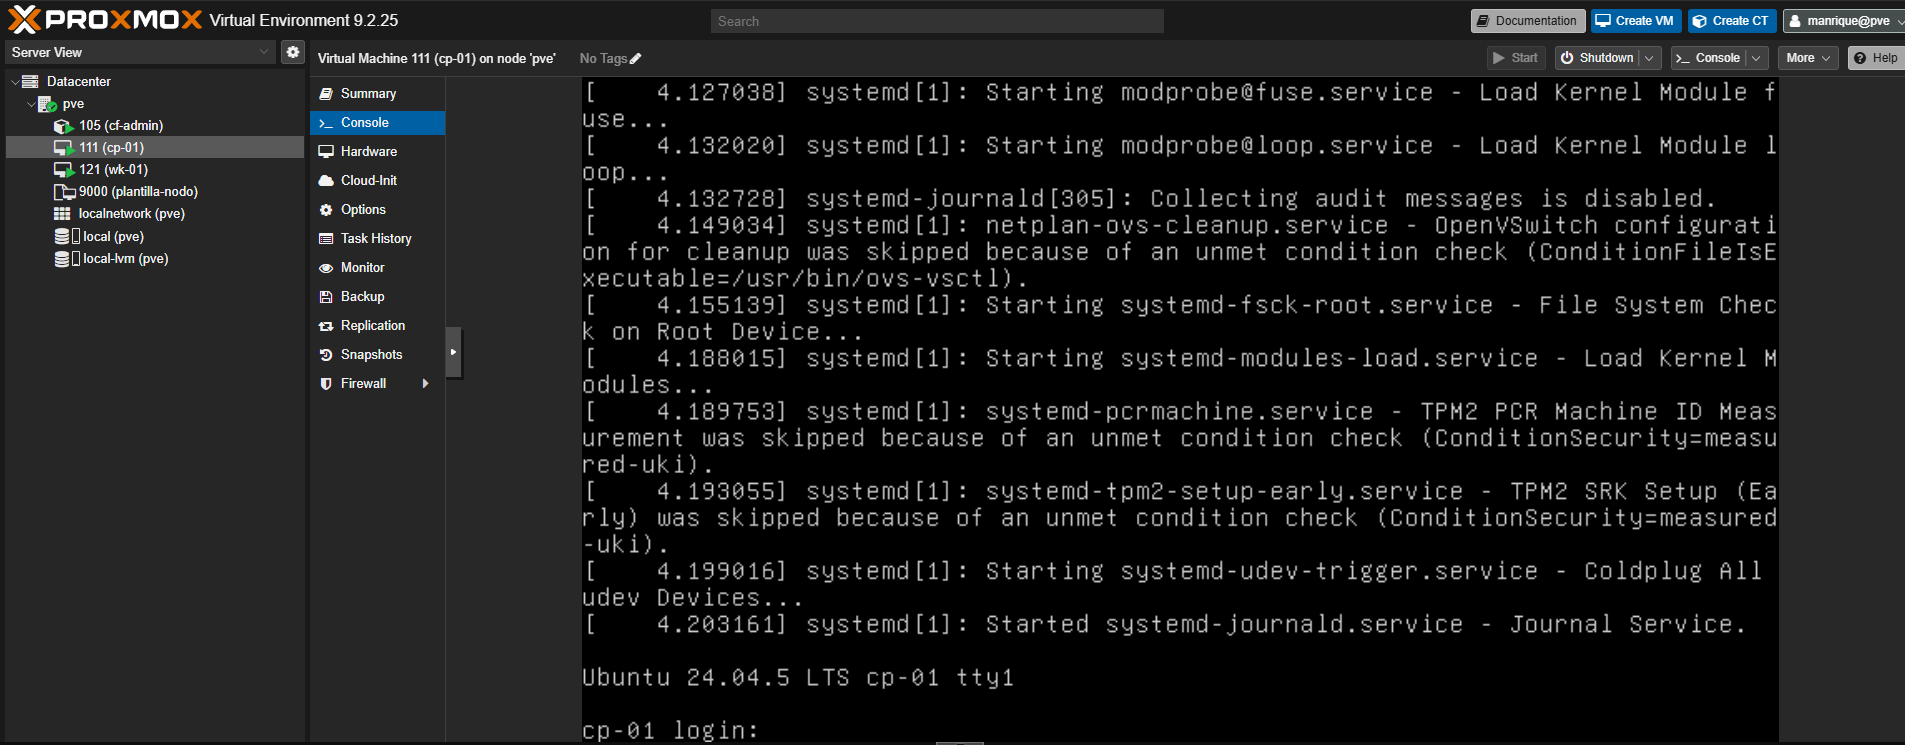 PROXMOX Virtual Environment 9.2.25
Search
Documentation
Create VM
Create CT
manrique@pve
Server View
Datacenter
pve
105 (cf-admin)
111 (cp-01)
121 (wk-01)
9000 (plantilla-nodo)
localnetwork (pve)
local (pve)
local-lvm (pve)
Virtual Machine 111 (cp-01) on node 'pve'
No Tags
Start
Shutdown
Console
More
Help
Summary
Console
Hardware
Cloud-Init
Options
Task History
Monitor
Backup
Replication
Snapshots
Firewall
[    4.127038] systemd[1]: Starting modprobe@fuse.service - Load Kernel Module f
use...
[    4.132020] systemd[1]: Starting modprobe@loop.service - Load Kernel Module l
oop...
[    4.132728] systemd-journald[305]: Collecting audit messages is disabled.
[    4.149034] systemd[1]: netplan-ovs-cleanup.service - OpenVSwitch configurati
on for cleanup was skipped because of an unmet condition check (ConditionFileIsE
xecutable=/usr/bin/ovs-vsctl).
[    4.155139] systemd[1]: Starting systemd-fsck-root.service - File System Chec
k on Root Device...
[    4.188015] systemd[1]: Starting systemd-modules-load.service - Load Kernel M
odules...
[    4.189753] systemd[1]: systemd-pcrmachine.service - TPM2 PCR Machine ID Meas
urement was skipped because of an unmet condition check (ConditionSecurity=measu
red-uki).
[    4.193055] systemd[1]: systemd-tpm2-setup-early.service - TPM2 SRK Setup (Ea
rly) was skipped because of an unmet condition check (ConditionSecurity=measured
-uki).
[    4.199016] systemd[1]: Starting systemd-udev-trigger.service - Coldplug All
udev Devices...
[    4.203161] systemd[1]: Started systemd-journald.service - Journal Service.
Ubuntu 24.04.5 LTS cp-01 tty1
cp-01 login: